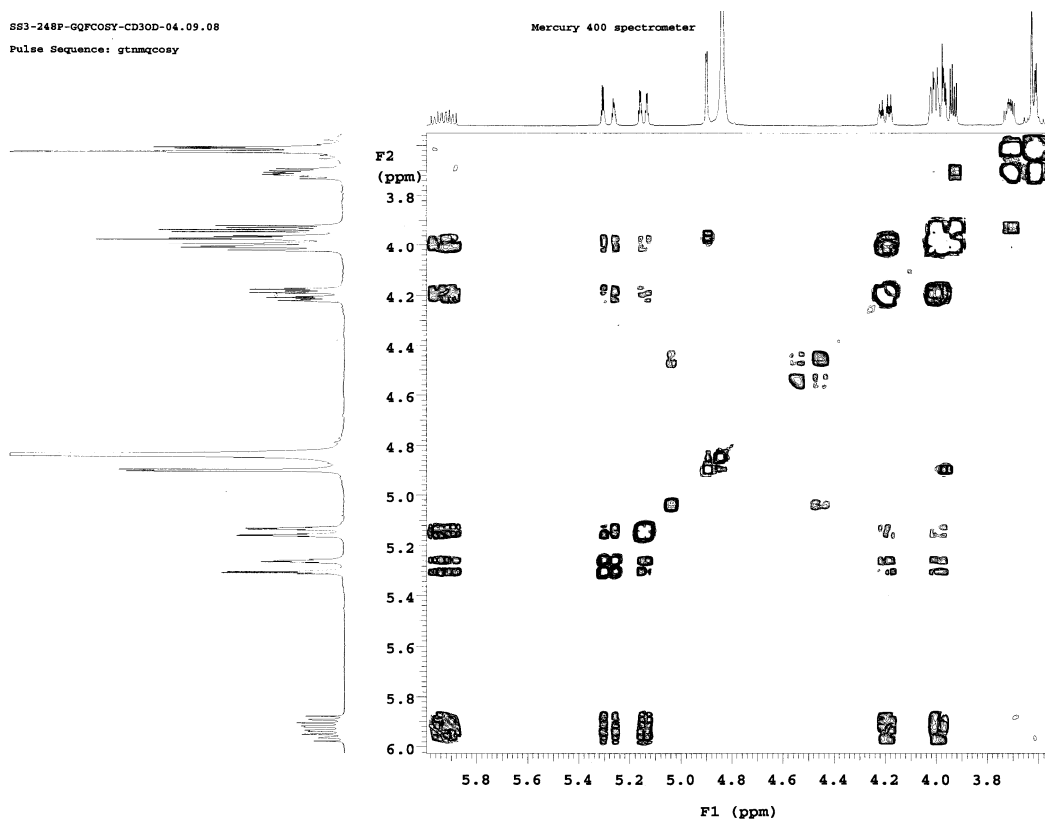 SS3-248P-GQFCOSY-CD3OD-04.09.08
Mercury 400 spectrometer
Pulse Sequence: gtnmqcosy
F2
(ppm)
3.8
4.0
4.2
4.4
4.6
4.8
5.0
5.2
5.4
5.6
5.8
6.0
5.8 5.6 5.4 5.2 5.0 4.8 4.6 4.4 4.2 4.0 3.8
F1 (ppm)